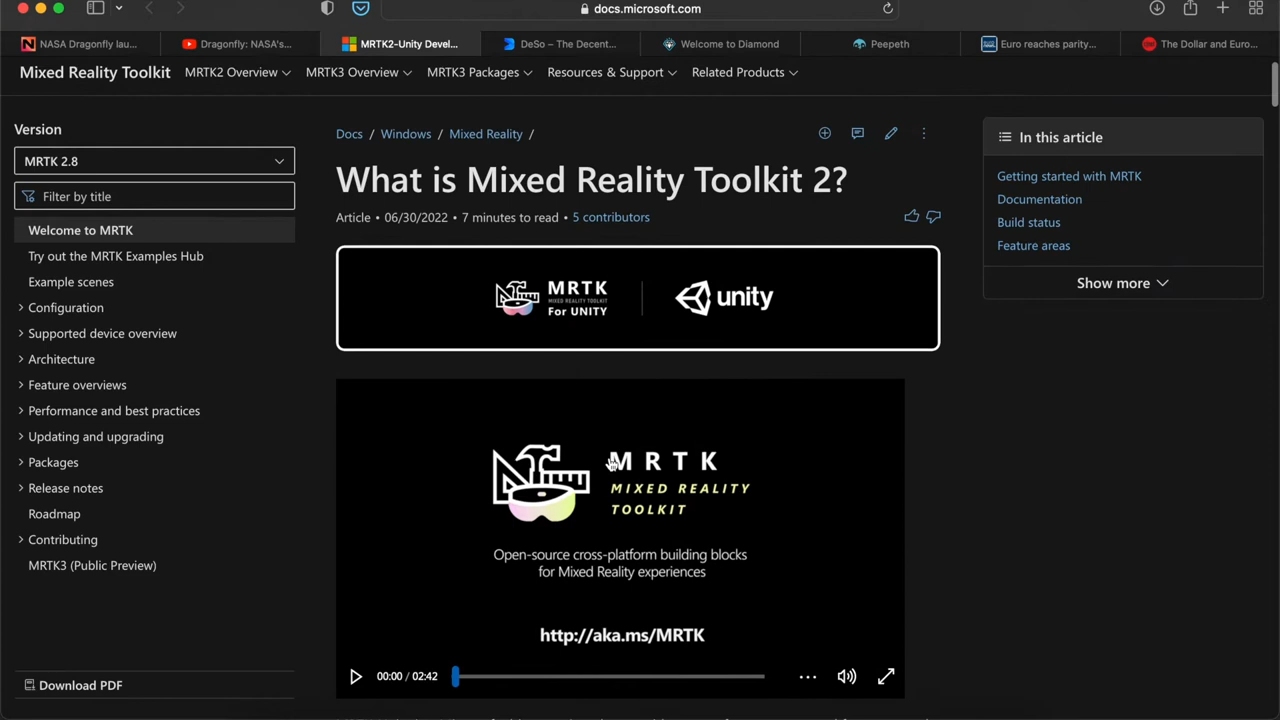 docs.microsoft.com
NASA Dragonfly lau...
Dragonfly: NASA's...
MRTK2-Unity Devel...
DeSo – The Decent...
Welcome to Diamond
Peepeth
Euro reaches parity...
The Dollar and Euro...
Mixed Reality Toolkit
MRTK2 Overview
MRTK3 Overview
MRTK3 Packages
Resources & Support
Related Products
Version
MRTK 2.8
Filter by title
Welcome to MRTK
Try out the MRTK Examples Hub
Example scenes
Configuration
Supported device overview
Architecture
Feature overviews
Performance and best practices
Updating and upgrading
Packages
Release notes
Roadmap
Contributing
MRTK3 (Public Preview)
Download PDF
Docs / Windows / Mixed Reality /
What is Mixed Reality Toolkit 2?
Article • 06/30/2022 • 7 minutes to read • 5 contributors
MRTK
MIXED REALITY TOOLKIT
For UNITY
unity
MRTK
MIXED REALITY
TOOLKIT
Open-source cross-platform building blocks
for Mixed Reality experiences
http://aka.ms/MRTK
00:00 / 02:42
In this article
Getting started with MRTK
Documentation
Build status
Feature areas
Show more